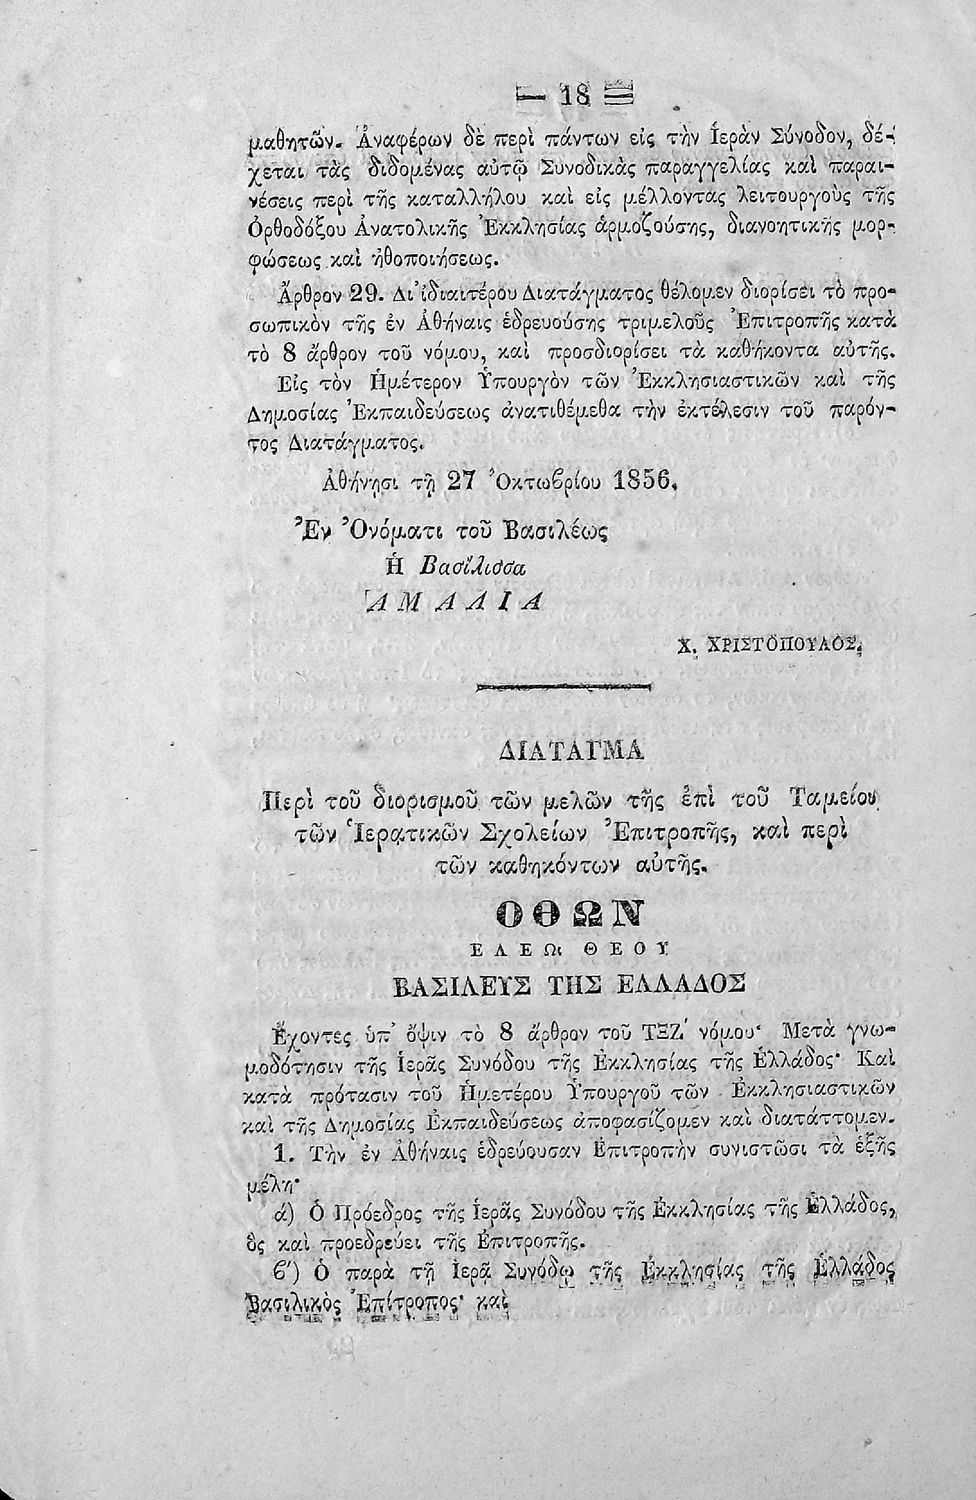 — 18 —
μαθητῶν. Ἀναφέρων δὲ περὶ πάντων εἰς τὴν Ἱερὰν Σύνοδον, δέ-
χεται τὰς διδομένας αὐτῷ Συνοδικὰς παραγγελίας καὶ παραι-
νέσεις περὶ τῆς καταλλήλου καὶ εἰς μέλλοντας λειτουργοὺς τῆς
Ὀρθοδόξου Ἀνατολικῆς Ἐκκλησίας ἁρμοζούσης, διανοητικῆς μορ-
φώσεως καὶ ἠθοποιήσεως.
Ἄρθρον 29. Δι' ἰδιαιτέρου Διατάγματος θέλομεν διορίσει τὸ προ-
σωπικὸν τῆς ἐν Ἀθήναις ἑδρευούσης τριμελοῦς Ἐπιτροπῆς κατὰ
τὸ 8 ἄρθρον τοῦ νόμου, καὶ προσδιορίσει τὰ καθήκοντα αὐτῆς.
Εἰς τὸν Ἡμέτερον Ὑπουργὸν τῶν Ἐκκλησιαστικῶν καὶ τῆς
Δημοσίας Ἐκπαιδεύσεως ἀνατιθέμεθα τὴν ἐκτέλεσιν τοῦ παρόν-
τος Διατάγματος.
Ἀθήνησι τῇ 27 Ὀκτωβρίου 1856.
Ἐν Ὀνόματι τοῦ Βασιλέως
Ἡ Βασίλισσα
ἈΜΑΛΙΑ
Χ. ΧΡΙΣΤΟΠΟΥΛΟΣ.
ΔΙΑΤΑΓΜΑ
Περὶ τοῦ διορισμοῦ τῶν μελῶν τῆς ἐπὶ τοῦ Ταμείου
τῶν Ἱερατικῶν Σχολείων Ἐπιτροπῆς, καὶ περὶ
τῶν καθηκόντων αὐτῆς.
ΟΘΩΝ
ΕΛΕΩι ΘΕΟΥ
ΒΑΣΙΛΕΥΣ ΤΗΣ ΕΛΛΑΔΟΣ
Ἔχοντες ὑπ' ὄψιν τὸ 8 ἄρθρον τοῦ ΤΞΖ' νόμου· Μετὰ γνω-
μοδότησιν τῆς Ἱερᾶς Συνόδου τῆς Ἐκκλησίας τῆς Ἑλλάδος· Καὶ
κατὰ πρότασιν τοῦ Ἡμετέρου Ὑπουργοῦ τῶν Ἐκκλησιαστικῶν
καὶ τῆς Δημοσίας Ἐκπαιδεύσεως ἀποφασίζομεν καὶ διατάττομεν.
1. Τὴν ἐν Ἀθήναις ἑδρεύουσαν Ἐπιτροπὴν συνιστῶσι τὰ ἑξῆς
μέλη·
ά) Ὁ Πρόεδρος τῆς Ἱερᾶς Συνόδου τῆς Ἐκκλησίας τῆς Ἑλλάδος,
ὃς καὶ προεδρεύει τῆς Ἐπιτροπῆς.
ϐ') Ὁ παρὰ τῇ Ἱερᾷ Συνόδῳ τῆς Ἐκκλησίας τῆς Ἑλλάδος
Βασιλικὸς Ἐπίτροπος· καὶ